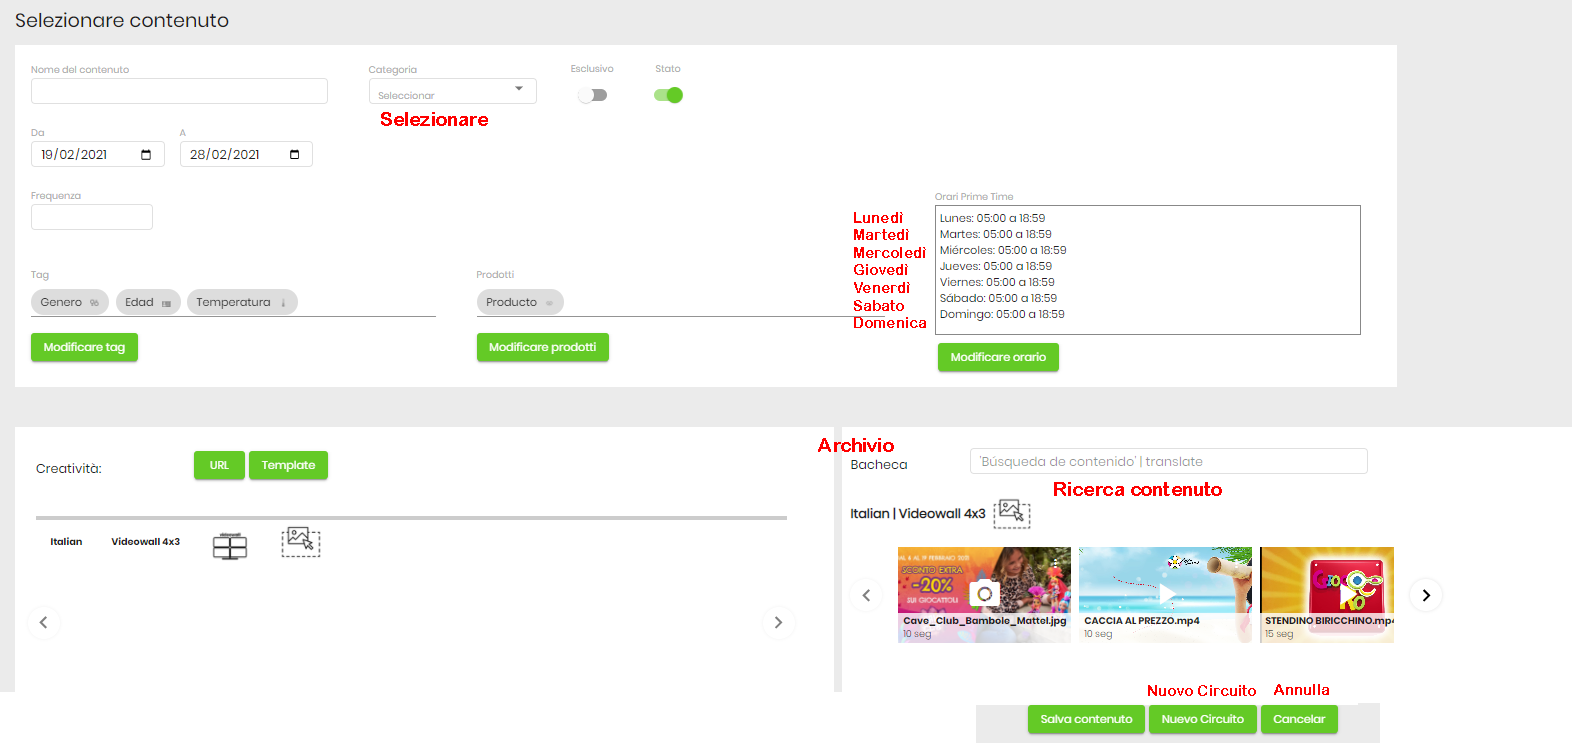 Selezionare contenuto
Nome del contenuto
Categoria
Esclusivo
Stato
Seleccionar
Selezionare
Da
A
19/02/2021
28/02/2021
Frequenza
Orari Prime Time
Lunedì
Lunes: 05:00 a 18:59
Martedì
Martes: 05:00 a 18:59
Mercoledì
Miércoles: 05:00 a 18:59
Giovedì
Jueves: 05:00 a 18:59
Venerdì
Viernes: 05:00 a 18:59
Sabato
Sábado: 05:00 a 18:59
Domenica
Domingo: 05:00 a 18:59
Tag
Prodotti
Genero
Edad
Temperatura
Producto
Modificare tag
Modificare prodotti
Modificare orario
Creatività:
URL
Template
Italian
Videowall 4x3
Archivio
Bacheca
'Búsqueda de contenido' | translate
Ricerca contenuto
Italian | Videowall 4x3
SCONTO EXTRA
-20%
SUI GIOCATTOLI
Cave_Club_Bambole_Mattel.jpg
10 seg
CACCIA AL PREZZO.mp4
10 seg
STENDINO BIRICCHINO.mp4
15 seg
Nuovo Circuito
Annulla
Salva contenuto
Nuevo Circuito
Cancelar